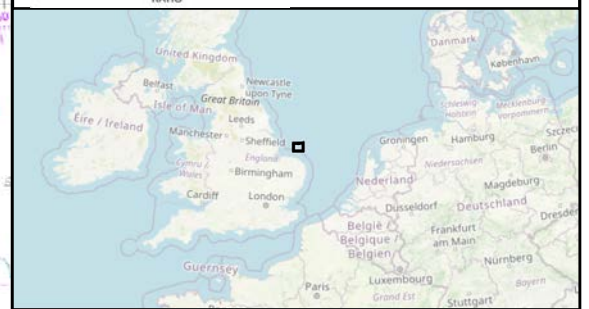 Danmark
United Kingdom
København
Belfast
Newcastle
upon Tyne
Great Britain
Isle of Man
Leeds
Schleswig
Holstein
Mecklenburg
Vorpommern
Éire / Ireland
Manchester
Sheffield
Groningen
Hamburg
Szczec
Berlin
England
Cymru /
Wales
Birmingham
Niedersachsen
Nederland
Magdeburg
Cardiff
London
Düsseldorf
Deutschland
Dresde
België /
Belgique /
Belgien
Frankfurt
am Main
Guernsey
Nürnberg
Luxembourg
Bayern
Paris
Grand Est
Stuttgart